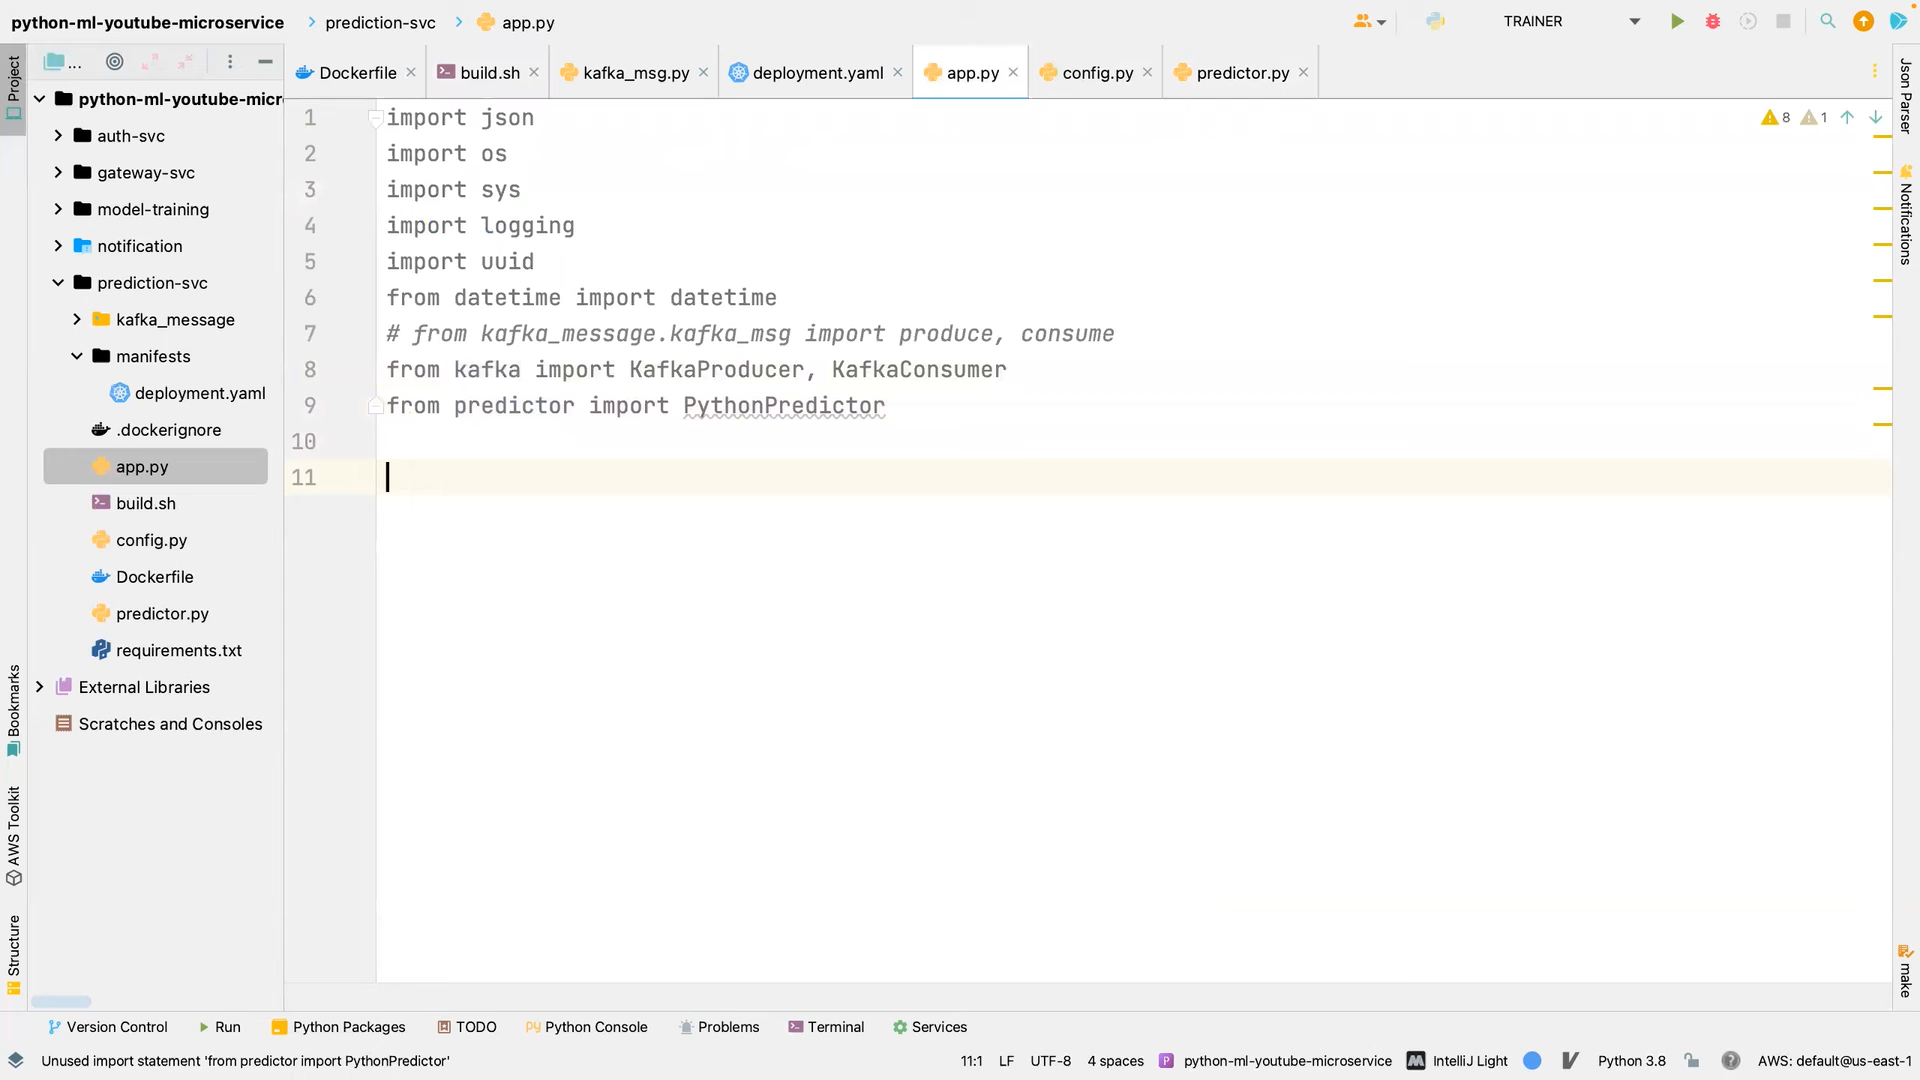 python-ml-youtube-microservice
prediction-svc
app.py
TRAINER
Project
...
Dockerfile
build.sh
kafka_msg.py
deployment.yaml
app.py
config.py
predictor.py
Json Parser
python-ml-youtube-micr
auth-svc
gateway-svc
model-training
notification
prediction-svc
kafka_message
manifests
deployment.yaml
.dockerignore
app.py
build.sh
config.py
Dockerfile
predictor.py
requirements.txt
External Libraries
Scratches and Consoles
1 import json
2 import os
3 import sys
4 import logging
5 import uuid
6 from datetime import datetime
7 # from kafka_message.kafka_msg import produce, consume
8 from kafka import KafkaProducer, KafkaConsumer
9 from predictor import PythonPredictor
10
11
8 1
Notifications
make
Bookmarks
AWS Toolkit
Structure
Version Control
Run
Python Packages
TODO
Python Console
Problems
Terminal
Services
Unused import statement 'from predictor import PythonPredictor'
11:1 LF UTF-8 4 spaces P python-ml-youtube-microservice IntelliJ Light Python 3.8 AWS: default@us-east-1